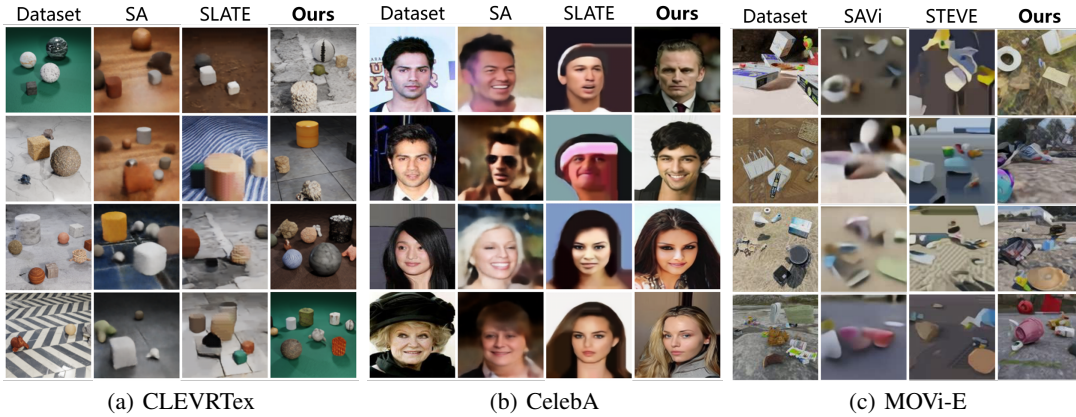 Dataset SA SLATE Ours
Dataset SA SLATE Ours
Dataset SAVi STEVE Ours
(a) CLEVRTex
(b) CelebA
(c) MOVi-E